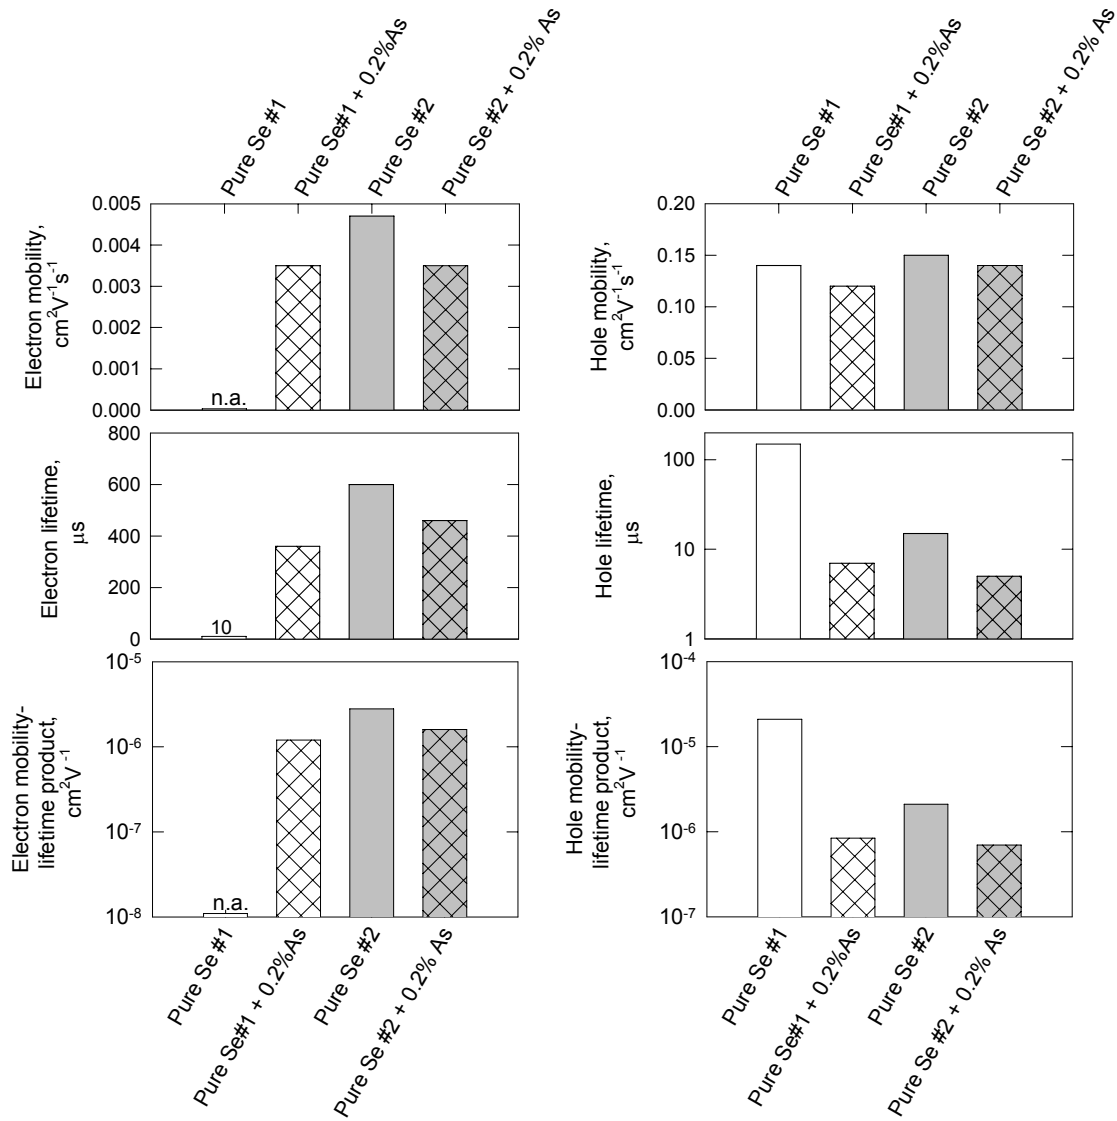 Pure Se #1
Pure Se#1 + 0.2%As
Pure Se #2
Pure Se #2 + 0.2% As
Electron mobility,
cm²V⁻¹s⁻¹
0.005
0.004
0.003
0.002
0.001
0.000
n.a.
Electron lifetime,
μs
800
600
400
200
0
10
Electron mobility-
lifetime product,
cm²V⁻¹
10⁻⁵
10⁻⁶
10⁻⁷
10⁻⁸
n.a.
Pure Se #1
Pure Se#1 + 0.2%As
Pure Se #2
Pure Se #2 + 0.2% As
Pure Se #1
Pure Se#1 + 0.2%As
Pure Se #2
Pure Se #2 + 0.2% As
Hole mobility,
cm²V⁻¹s⁻¹
0.20
0.15
0.10
0.05
0.00
Hole lifetime,
μs
100
10
1
Hole mobility-
lifetime product,
cm²V⁻¹
10⁻⁴
10⁻⁵
10⁻⁶
10⁻⁷
Pure Se #1
Pure Se#1 + 0.2%As
Pure Se #2
Pure Se #2 + 0.2% As